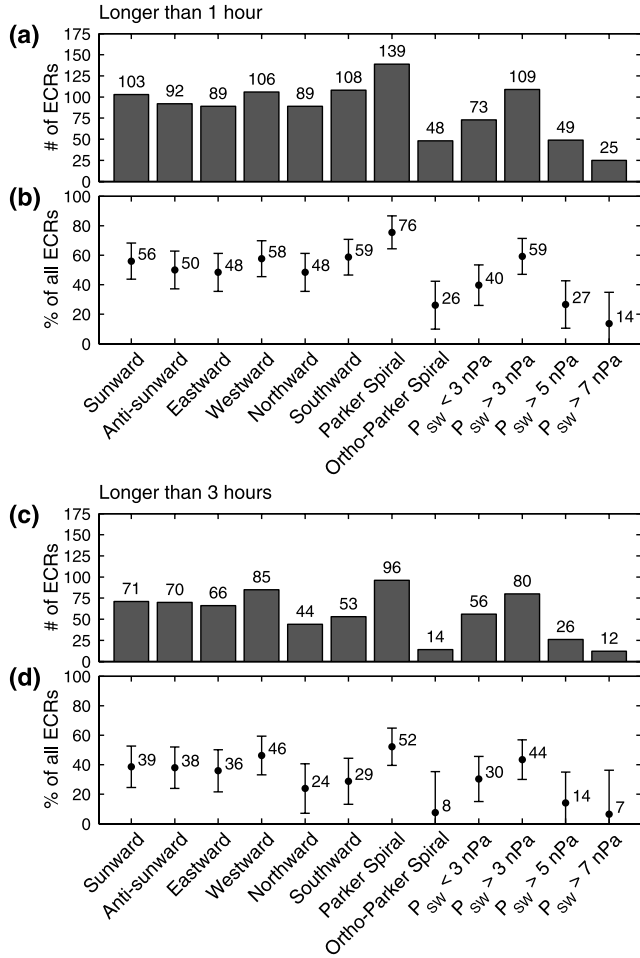 Longer than 1 hour
(a)
# of ECRs
175
150
125
100
75
50
25
0
103 92 89 106 89 108 139 48 73 109 49 25
(b)
% of all ECRs
100
80
60
40
20
0
56 50 48 58 48 59 76 26 40 59 27 14
Sunward
Anti-sunward
Eastward
Westward
Northward
Southward
Parker Spiral
Ortho-Parker Spiral
P SW < 3 nPa
P SW > 3 nPa
P SW > 5 nPa
P SW > 7 nPa
Longer than 3 hours
(c)
# of ECRs
175
150
125
100
75
50
25
0
71 70 66 85 44 53 96 14 56 80 26 12
(d)
% of all ECRs
100
80
60
40
20
0
39 38 36 46 24 29 52 8 30 44 14 7
Sunward
Anti-sunward
Eastward
Westward
Northward
Southward
Parker Spiral
Ortho-Parker Spiral
P SW < 3 nPa
P SW > 3 nPa
P SW > 5 nPa
P SW > 7 nPa